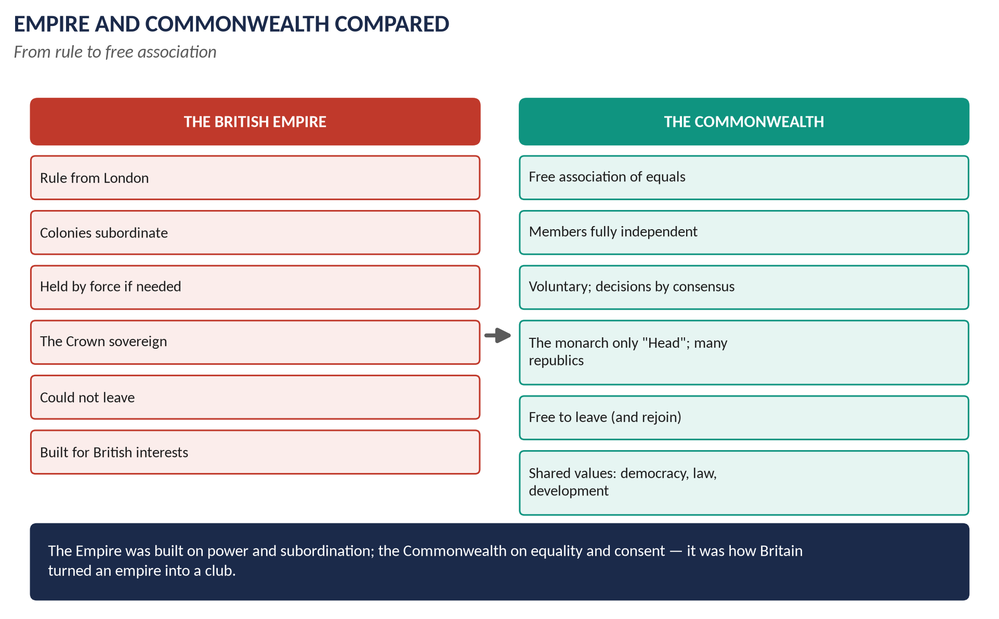 EMPIRE AND COMMONWEALTH COMPARED
From rule to free association
THE BRITISH EMPIRE
Rule from London
Colonies subordinate
Held by force if needed
The Crown sovereign
Could not leave
Built for British interests
THE COMMONWEALTH
Free association of equals
Members fully independent
Voluntary; decisions by consensus
The monarch only "Head"; many
republics
Free to leave (and rejoin)
Shared values: democracy, law,
development
The Empire was built on power and subordination; the Commonwealth on equality and consent — it was how Britain
turned an empire into a club.